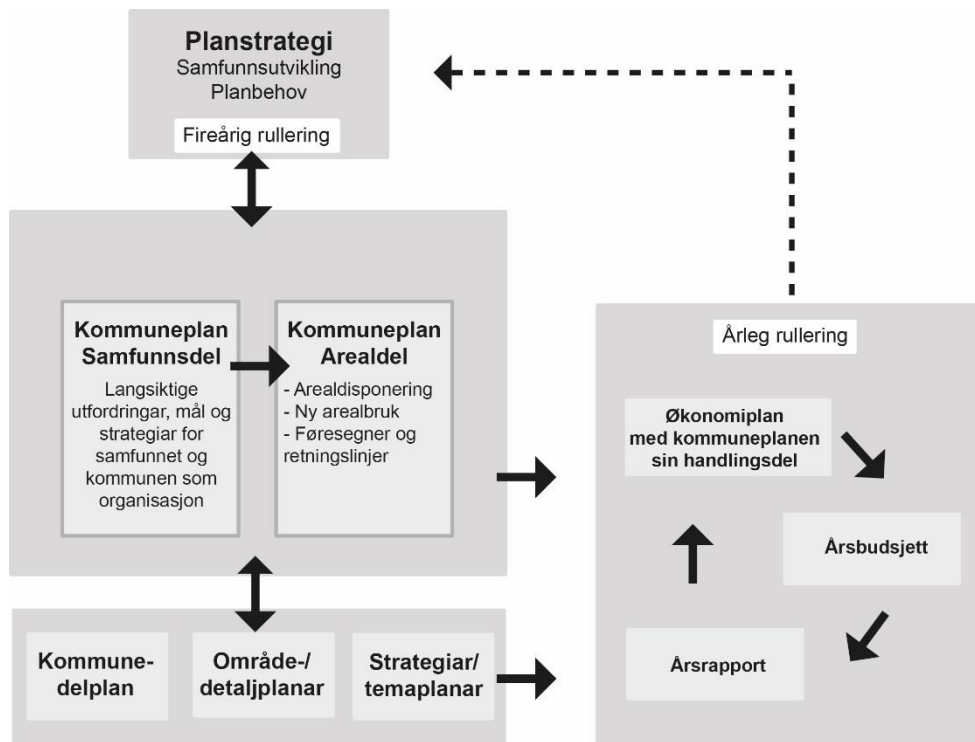 Planstrategi
Samfunnsutvikling
Planbehov
Fireårig rullering
Kommuneplan
Samfunnsdel
Langsiktige
utfordringar, mål og
strategiar for
samfunnet og
kommunen som
organisasjon
Kommuneplan
Arealdel
- Arealdisponering
- Ny arealbruk
- Føresegner og
retningslinjer
Kommune-
delplan
Område-/
detaljplanar
Strategiar/
temaplanar
Årleg rullering
Økonomiplan
med kommuneplanen
sin handlingsdel
Årsbudsjett
Årsrapport